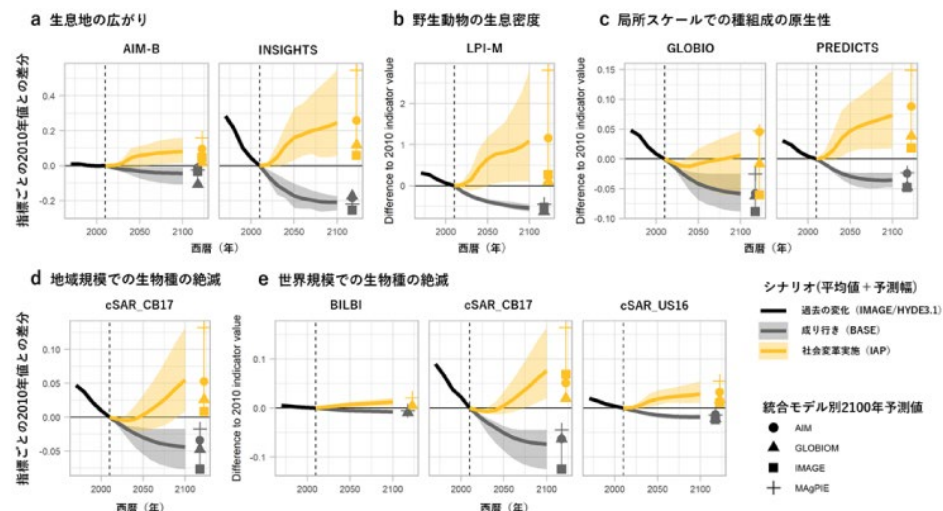 a 生息地の広がり
b 野生動物の生息密度
c 局所スケールでの種組成の原生性
AIM-B
INSIGHTS
LPI-M
GLOBIO
PREDICTS
指標ごとの2010年値との差分
0.4
0.2
0.0
-0.2
Difference to 2010 indicator value
2
1
0
Difference to 2010 indicator value
0.15
0.10
0.05
0.00
-0.05
-0.10
2000 2050 2100
2000 2050 2100
2000 2050 2100
2000 2050 2100
2000 2050 2100
西暦（年）
西暦（年）
西暦（年）
d 地域規模での生物種の絶滅
e 世界規模での生物種の絶滅
cSAR_CB17
BILBI
cSAR_CB17
cSAR_US16
指標ごとの2010年値との差分
0.10
0.05
0.00
-0.05
Difference to 2010 indicator value
0.1
0.0
-0.1
2000 2050 2100
2000 2050 2100
2000 2050 2100
2000 2050 2100
西暦（年）
西暦（年）
シナリオ(平均値＋予測幅)
過去の変化（IMAGE/HYDE3.1）
成り行き（BASE）
社会変革実施（IAP）
統合モデル別2100年予測値
AIM
GLOBIOM
IMAGE
MAgPIE